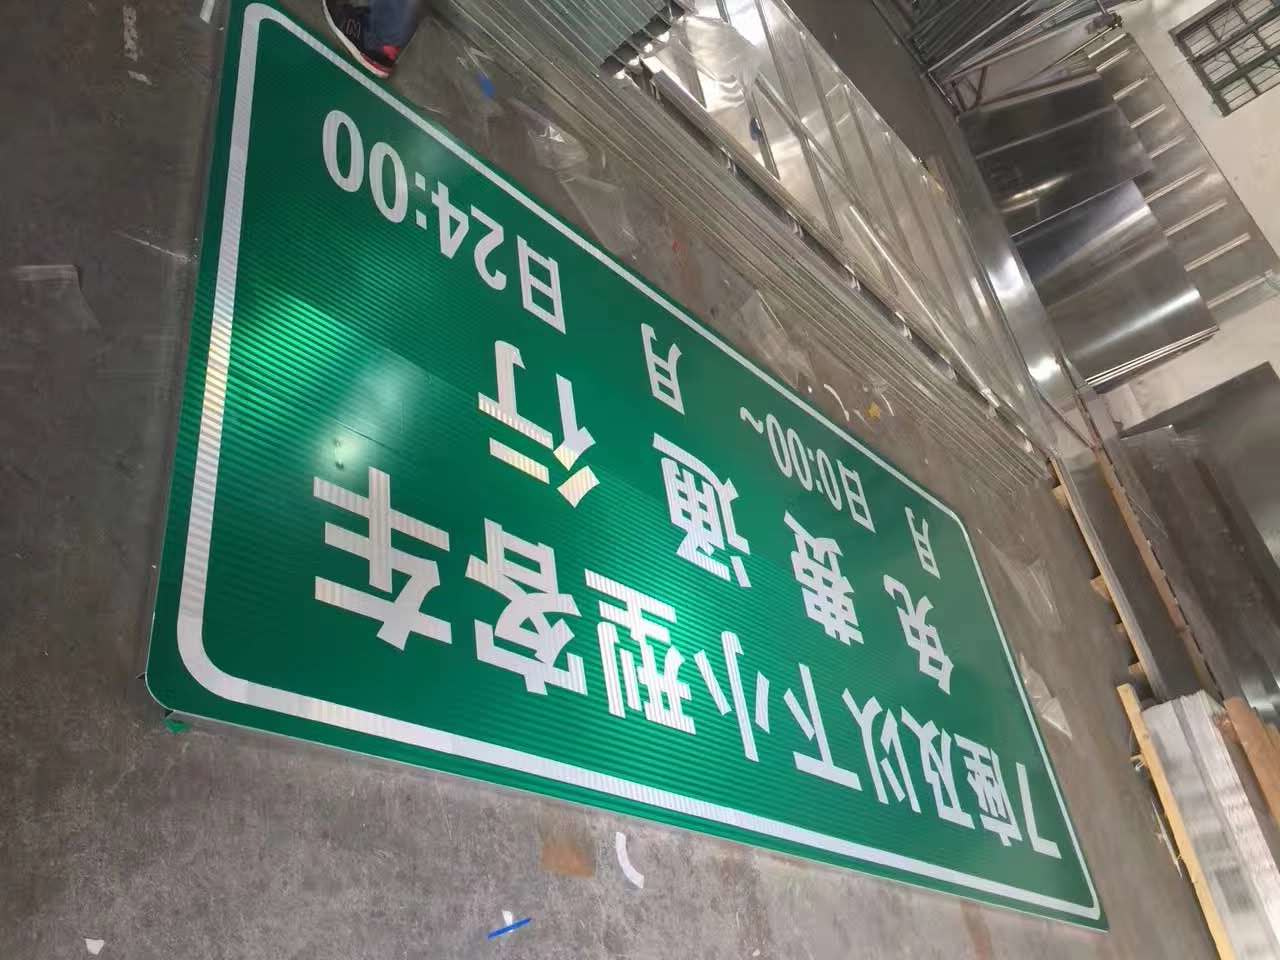 7座及以下小型客车
免费通行
月 日0:00~ 月 日24:00